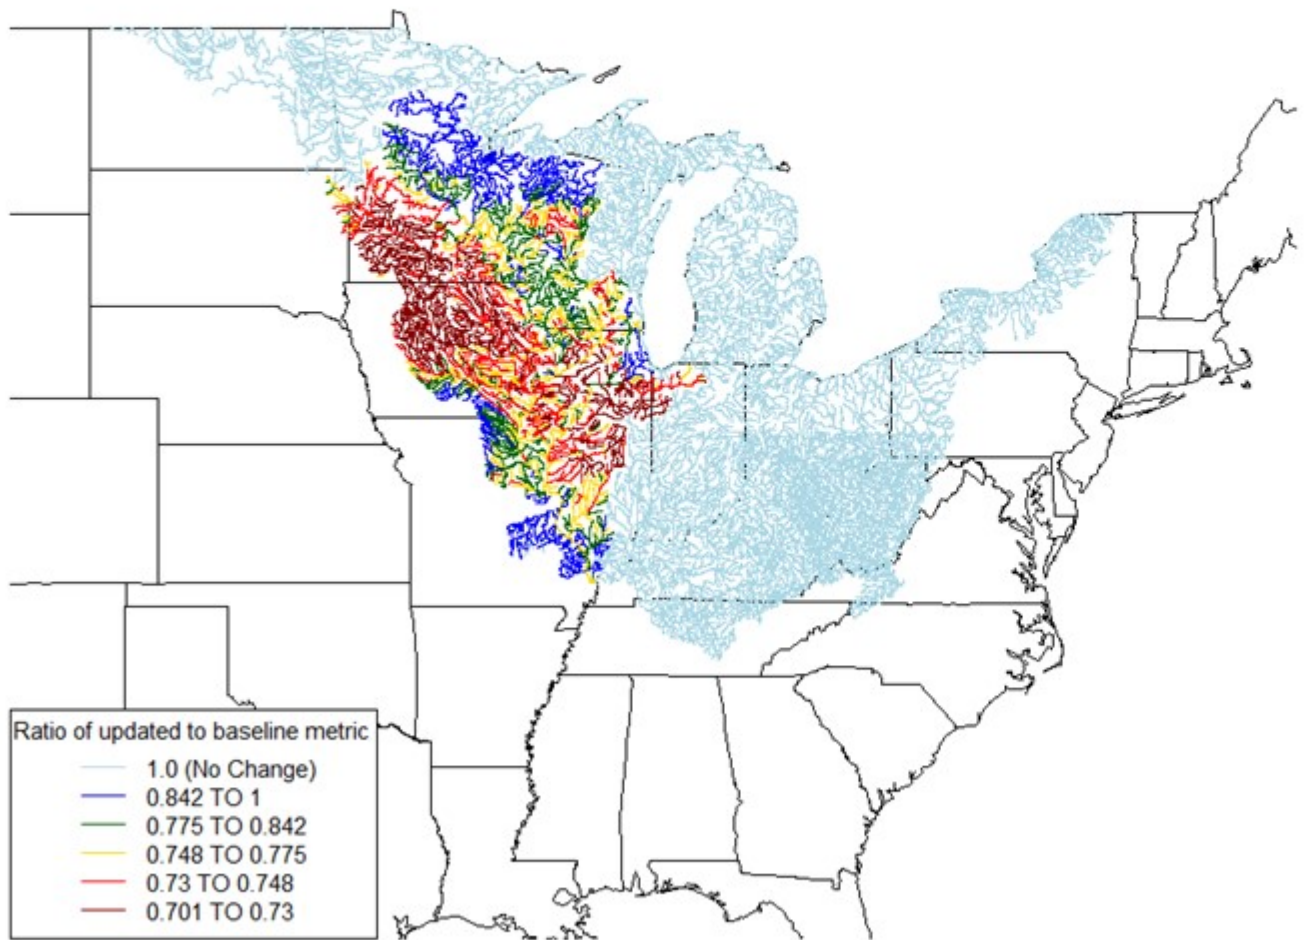 Ratio of updated to baseline metric
1.0 (No Change)
0.842 TO 1
0.775 TO 0.842
0.748 TO 0.775
0.73 TO 0.748
0.701 TO 0.73